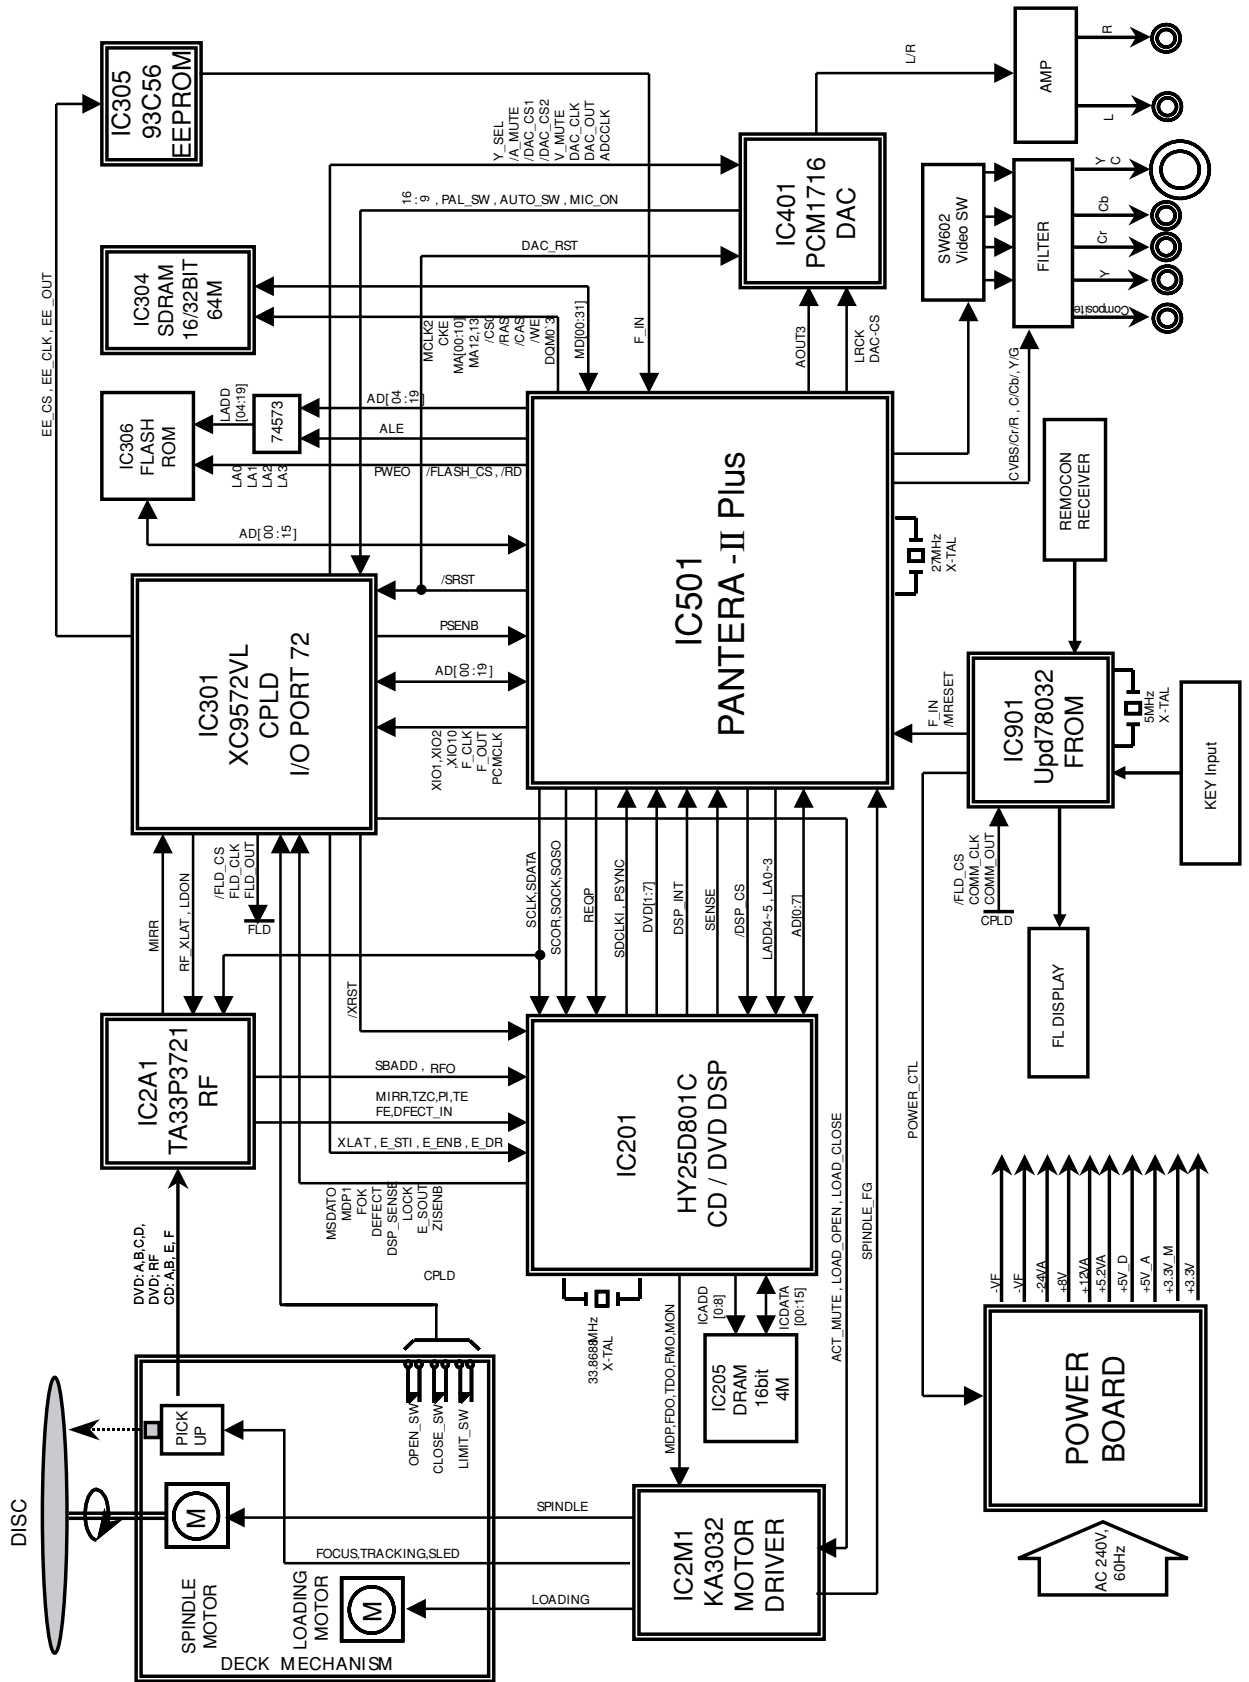 DISC
SPINDLE
MOTOR
LOADING
MOTOR
DECK MECHANISM
M
M
PICK
UP
OPEN_SW
CLOSE_SW
LIMIT_SW
DVD: A,B,C,D,
DVD; RF
CD: A,B, E, F
IC2A1
TA33P3721
RF
MIRR
RF_XLAT , LDON
/FLD_CS
FLD_CLK
FLD_OUT
FLD
/XRST
SBADD , RFO
MIRR,TZC,PI,TE
FE,DFECT_IN
XLAT , E_STI , E_ENB , E_DR
MSDATO
MDP1
FOK
DEFECT
DSP_SENSE
LOCK
E_SOUT
ZISENB
CPLD
SPINDLE
FOCUS,TRACKING,SLED
LOADING
IC2M1
KA3032
MOTOR
DRIVER
MDP,FDO,TDO,FMO,MON
33.8688MHz
X-TAL
ICADD
[0:8]
ICDATA
[00:15]
IC205
DRAM
16bit
4M
IC201
HY25D801C
CD / DVD DSP
ACT_MUTE , LOAD_OPEN , LOAD_CLOSE
SPINDLE_FG
SCLK,SDATA
SCOR,SQCK,SQSO
REQP
SDCLKI , PSYNC
DVD[1:7]
DSP_INT
SENSE
/DSP_CS
LADD4~5 , LA0~3
AD[0:7]
IC301
XC9572VL
CPLD
I/O PORT 72
EE_CS , EE_CLK , EE _OUT
/SRST
PSENB
AD[00:19]
XIO1,XIO2
,XIO10
F_CLK
F_OUT
PCMCLK
IC305
93C56
EEPROM
IC304
SDRAM
16/32BIT
64M
IC306
FLASH
ROM
LADD
[04:19]
74573
LA0
LA1
LA2
LA3
AD[00:15]
AD[04:19]
ALE
PWEO /FLASH_CS , /RD
MCLK2
CKE
MA[00:10]
MA12,13
/CS0
/RAS
/CAS
/WE
DQM0`3
MD[00:31]
F_IN
Y_SEL
/A_MUTE
/DAC_CS1
/DAC_CS2
V_MUTE
DAC_CLK
DAC_OUT
ADCCLK
16:9 , PAL_SW , AUTO_SW , MIC_ON
DAC_RST
IC401
PCM1716
DAC
L/R
AMP
R
L
AOUT3
LRCK
DAC-CS
SW602
Video SW
FILTER
Y
C
Cb
Cr
Y
Composite
CVBS/Cr/R , C/Cb/ , Y/G
IC501
PANTERA -II Plus
27MHz
X-TAL
REMOCON
RECEIVER
F_IN
/MRESET
IC901
Upd78032
FROM
5MHz
X-TAL
KEY Input
/FLD_CS
COMM_CLK
COMM_OUT
CPLD
FL DISPLAY
POWER_CTL
-VF
-VF
-24VA
+8V
+12VA
+5.2VA
+5V_D
+5V_A
+3.3V_M
+3.3V
POWER
BOARD
AC 240V,
60Hz